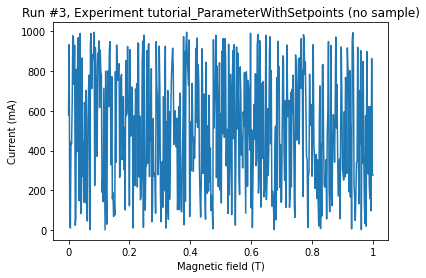 Run #3, Experiment tutorial_ParameterWithSetpoints (no sample)
1000
800
600
400
200
0
Current (mA)
0 0.2 0.4 0.6 0.8 1
Magnetic field (T)